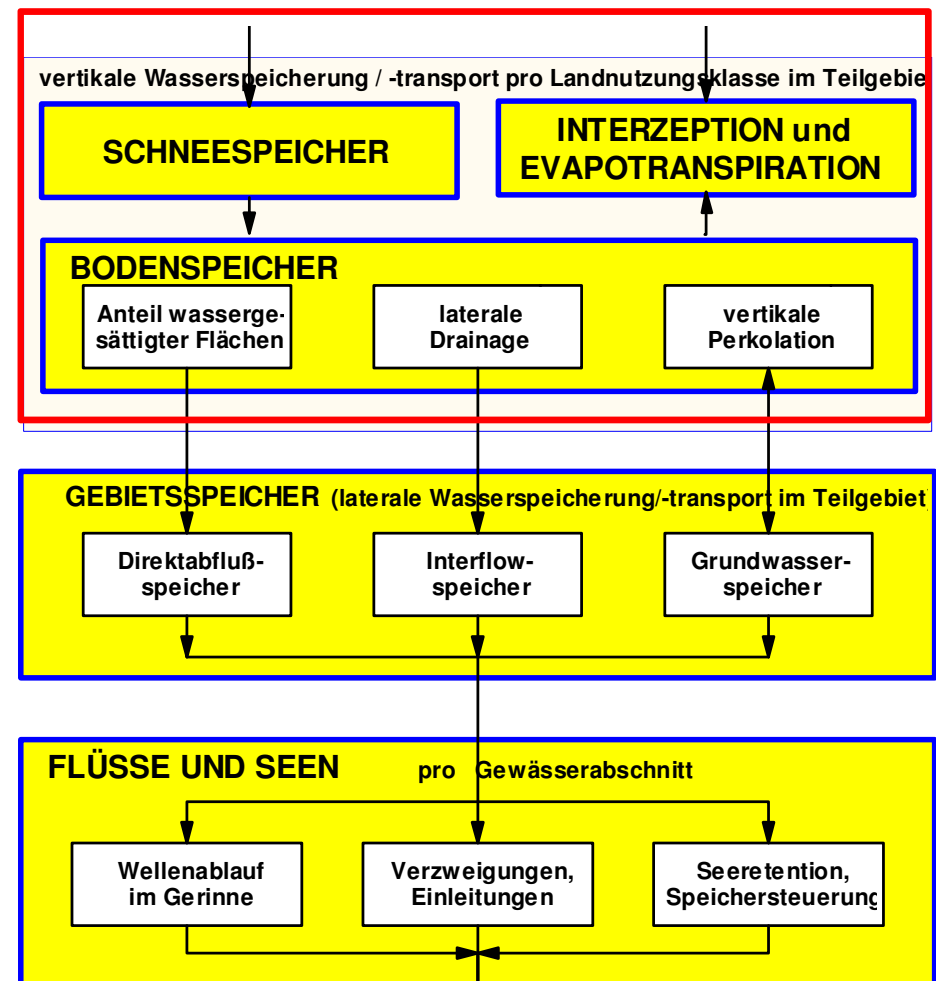 vertikale Wasserspeicherung / -transport pro Landnutzungsklasse im Teilgebie
SCHNEESPEICHER
INTERZEPTION und
EVAPOTRANSPIRATION
BODENSPEICHER
Anteil wasserge-
sättigter Flächen
laterale
Drainage
vertikale
Perkolation
GEBIETSSPEICHER (laterale Wasserspeicherung/-transport im Teilgebiet
Direktabfluß-
speicher
Interflow-
speicher
Grundwasser-
speicher
FLÜSSE UND SEEN pro Gewässerabschnitt
Wellenablauf
im Gerinne
Verzweigungen,
Einleitungen
Seeretention,
Speichersteuerung